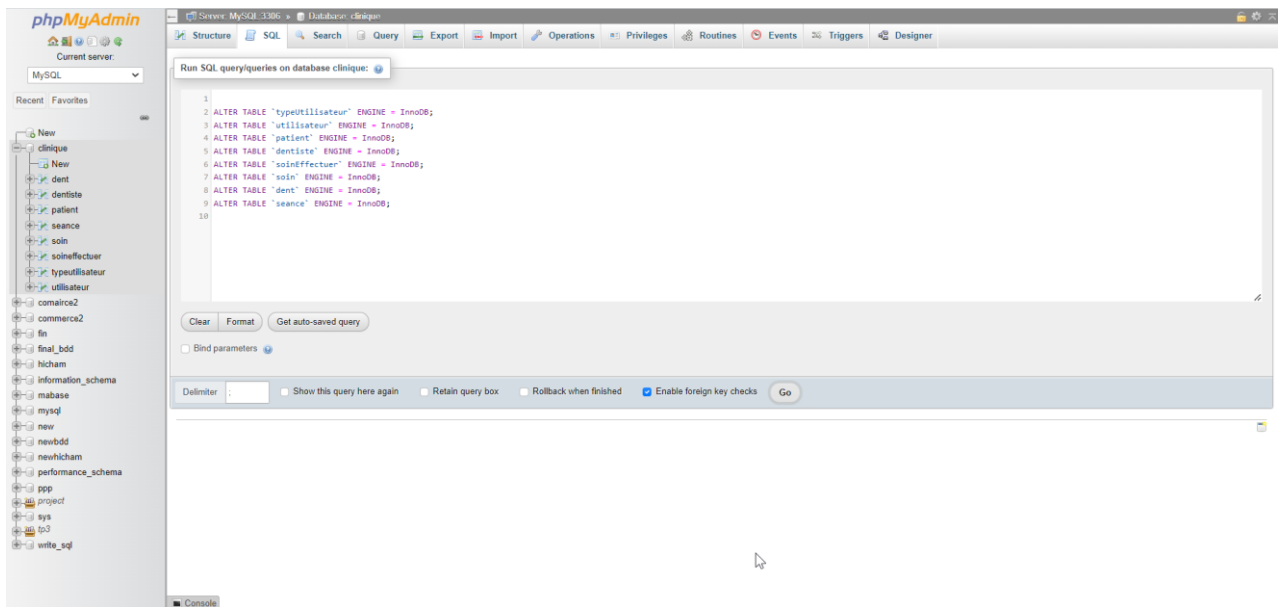 phpMyAdmin
Current server:
MySQL
Recent Favorites
New
clinique
New
dent
dentiste
patient
seance
soin
soineffectuer
typeutilisateur
utilisateur
comairce2
commerce2
fin
final_bdd
hicham
information_schema
mabase
mysql
new
newbdd
newhicham
performance_schema
ppp
project
sys
tp3
write_sql
Server: MySQL:3306 » Database: clinique
Structure SQL Search Query Export Import Operations Privileges Routines Events Triggers Designer
Run SQL query/queries on database clinique:
1
2 ALTER TABLE `typeUtilisateur` ENGINE = InnoDB;
3 ALTER TABLE `utilisateur` ENGINE = InnoDB;
4 ALTER TABLE `patient` ENGINE = InnoDB;
5 ALTER TABLE `dentiste` ENGINE = InnoDB;
6 ALTER TABLE `soinEffectuer` ENGINE = InnoDB;
7 ALTER TABLE `soin` ENGINE = InnoDB;
8 ALTER TABLE `dent` ENGINE = InnoDB;
9 ALTER TABLE `seance` ENGINE = InnoDB;
10
Clear Format Get auto-saved query
Bind parameters
Delimiter ; Show this query here again Retain query box Rollback when finished Enable foreign key checks Go
Console